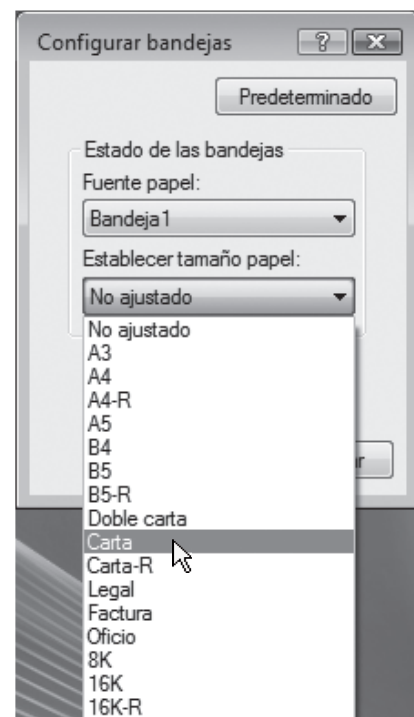 Configurar bandejas
?
Predeterminado
Estado de las bandejas
Fuente papel:
Bandeja1
Establecer tamaño papel:
No ajustado
No ajustado
A3
A4
A4-R
A5
B4
B5
B5-R
Doble carta
Carta
Carta-R
Legal
Factura
Oficio
8K
16K
16K-R